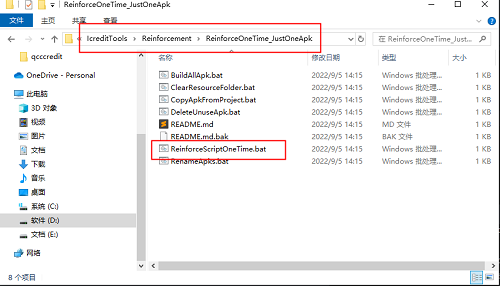 ReinforceOneTime_JustOneApk
文件 主页 共享 查看
IcreditTools > Reinforcement > ReinforceOneTime_JustOneApk
在 ReinforceOneTime_JustOneA...
qcccredit
OneDrive - Personal
此电脑
3D 对象
视频
图片
文档
下载
音乐
桌面
系统 (C:)
软件 (D:)
文档 (E:)
网络
名称 修改日期 类型 大小
BuildAllApk.bat 2022/9/5 14:15 Windows 批处理... 1 KB
ClearResourceFolder.bat 2022/9/5 14:15 Windows 批处理... 1 KB
CopyApkFromProject.bat 2022/9/5 14:15 Windows 批处理... 1 KB
DeleteUnuseApk.bat 2022/9/5 14:15 Windows 批处理... 1 KB
README.md 2022/9/5 14:15 MD 文件 1 KB
README.md.bak 2022/9/5 14:15 BAK 文件 1 KB
ReinforceScriptOneTime.bat 2022/9/5 14:15 Windows 批处理... 1 KB
RenameApks.bat 2022/9/5 14:15 Windows 批处理... 1 KB
8 个项目